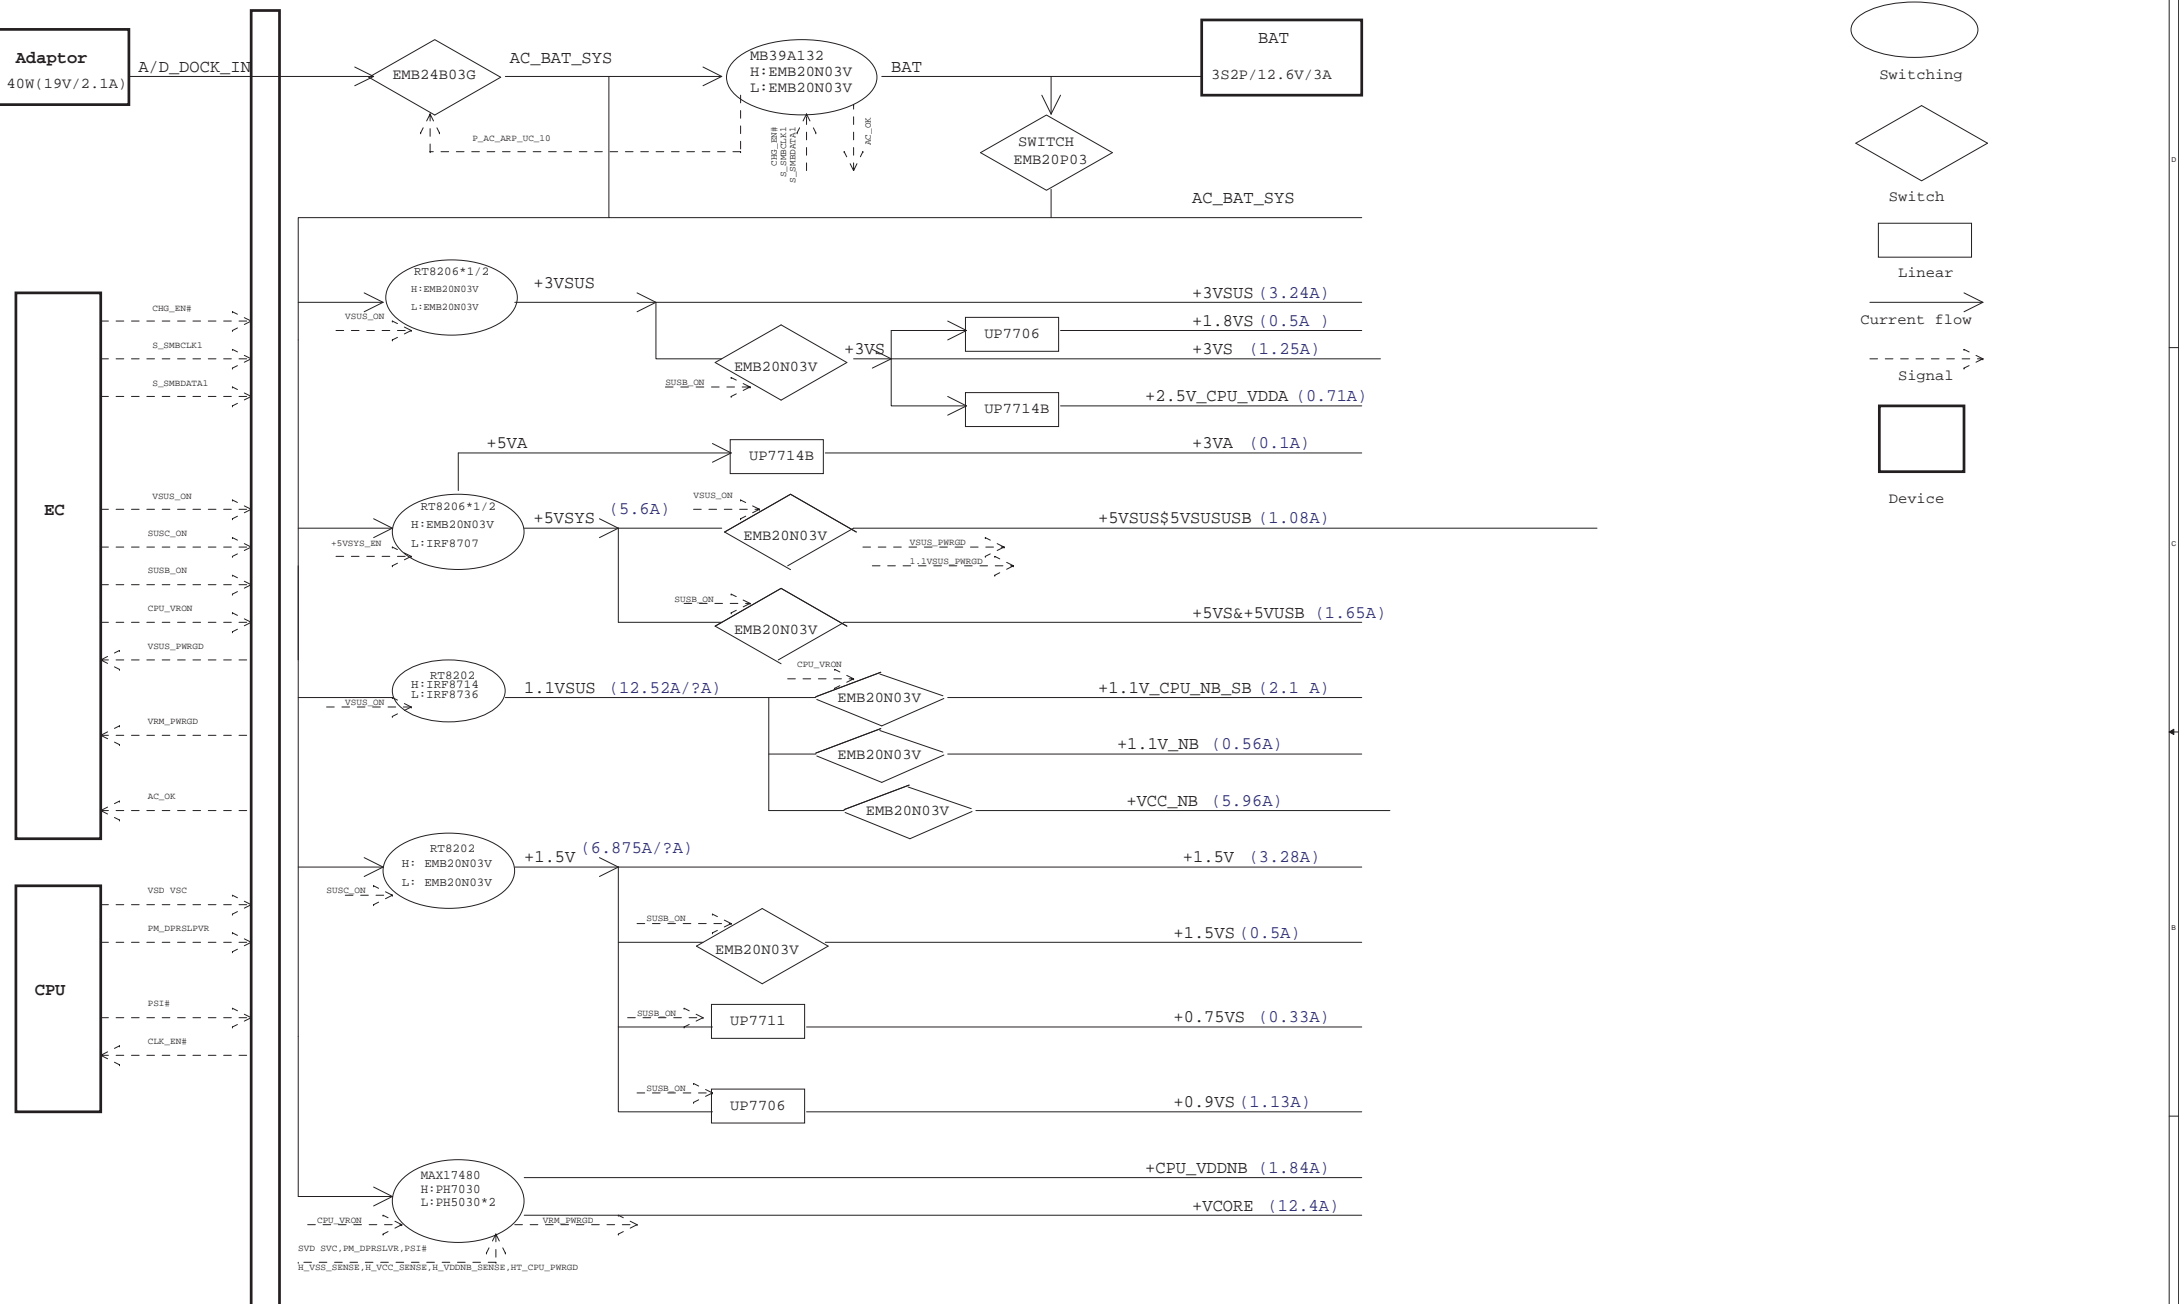 Adaptor
40W(19V/2.1A)
A/D_DOCK_IN
EMB24B03G
AC_BAT_SYS
MB39A132
H:EMB20N03V
L:EMB20N03V
BAT
BAT
3S2P/12.6V/3A
P_AC_ARP_UC_10
CHG_EN#
S_SMBCLK1
S_SMBDATA1
AC_OK
SWITCH
EMB20P03
AC_BAT_SYS
Switching
Switch
Linear
Current flow
Signal
Device
D
C
B
EC
CHG_EN#
S_SMBCLK1
S_SMBDATA1
VSUS_ON
SUSC_ON
SUSB_ON
CPU_VRON
VSUS_PWRGD
VRM_PWRGD
AC_OK
CPU
VSD VSC
PM_DPRSLPVR
PSI#
CLK_EN#
RT8206*1/2
H:EMB20N03V
L:EMB20N03V
VSUS_ON
+3VSUS
+3VSUS (3.24A)
EMB20N03V
SUSB_ON
+3VS
UP7706
+1.8VS (0.5A )
+3VS (1.25A)
UP7714B
+2.5V_CPU_VDDA (0.71A)
+5VA
UP7714B
+3VA (0.1A)
RT8206*1/2
H:EMB20N03V
L:IRF8707
+5VSYS_EN
+5VSYS
(5.6A)
VSUS_ON
EMB20N03V
+5VSUS$5VSUSUSB (1.08A)
VSUS_PWRGD
1.1VSUS_PWRGD
SUSB_ON
EMB20N03V
+5VS&+5VUSB (1.65A)
RT8202
H:IRF8714
L:IRF8736
VSUS_ON
1.1VSUS (12.52A/?A)
CPU_VRON
EMB20N03V
+1.1V_CPU_NB_SB (2.1 A)
EMB20N03V
+1.1V_NB (0.56A)
EMB20N03V
+VCC_NB (5.96A)
RT8202
H: EMB20N03V
L: EMB20N03V
SUSC_ON
+1.5V
(6.875A/?A)
+1.5V (3.28A)
SUSB_ON
EMB20N03V
+1.5VS (0.5A)
SUSB_ON
UP7711
+0.75VS (0.33A)
SUSB_ON
UP7706
+0.9VS (1.13A)
MAX17480
H:PH7030
L:PH5030*2
+CPU_VDDNB (1.84A)
+VCORE (12.4A)
CPU_VRON
VRM_PWRGD
SVD SVC,PM_DPRSLVR,PSI#
H_VSS_SENSE,H_VCC_SENSE,H_VDDNB_SENSE,HT_CPU_PWRGD